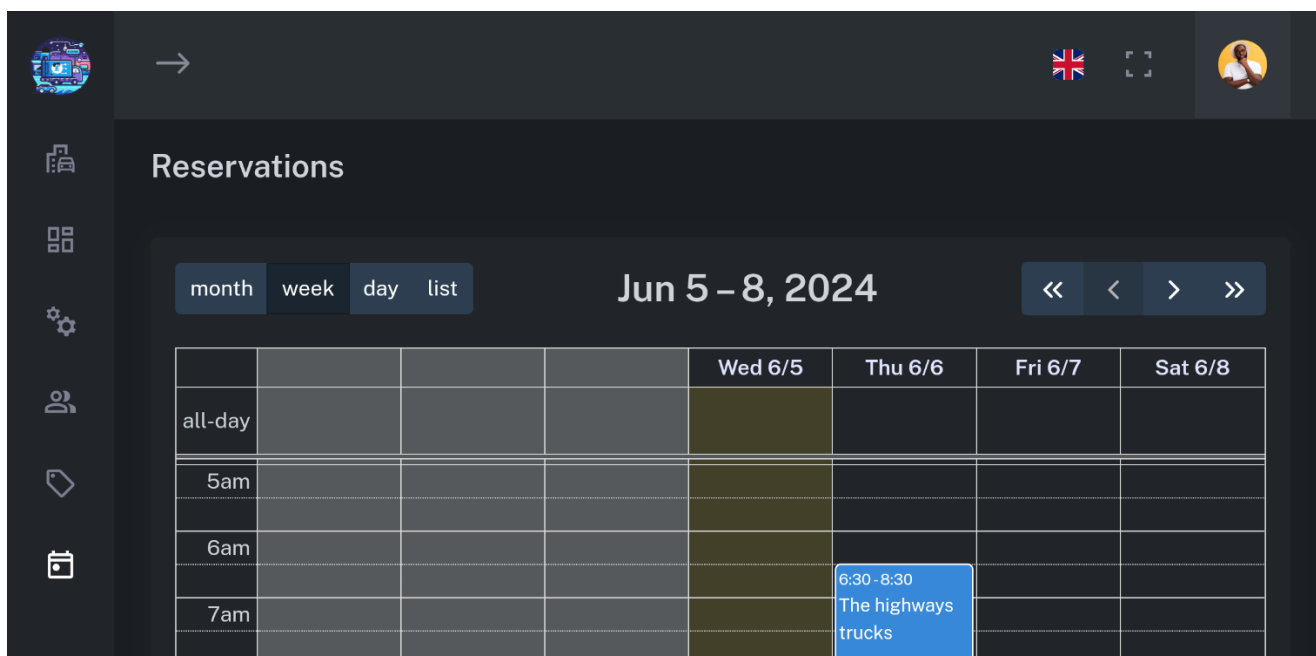 Reservations
month week day list
Jun 5 – 8, 2024
Wed 6/5 Thu 6/6 Fri 6/7 Sat 6/8
all-day
5am
6am
6:30 - 8:30
The highways
trucks
7am